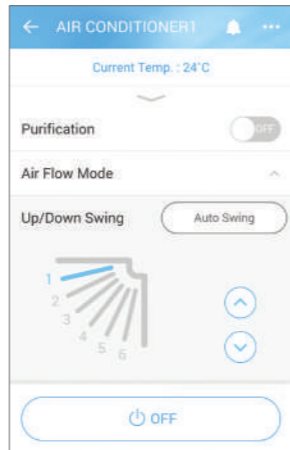 AIR CONDITIONER1
Current Temp. : 24°C
Purification OFF
Air Flow Mode
Up/Down Swing Auto Swing
1
2
3
4
5
6
OFF